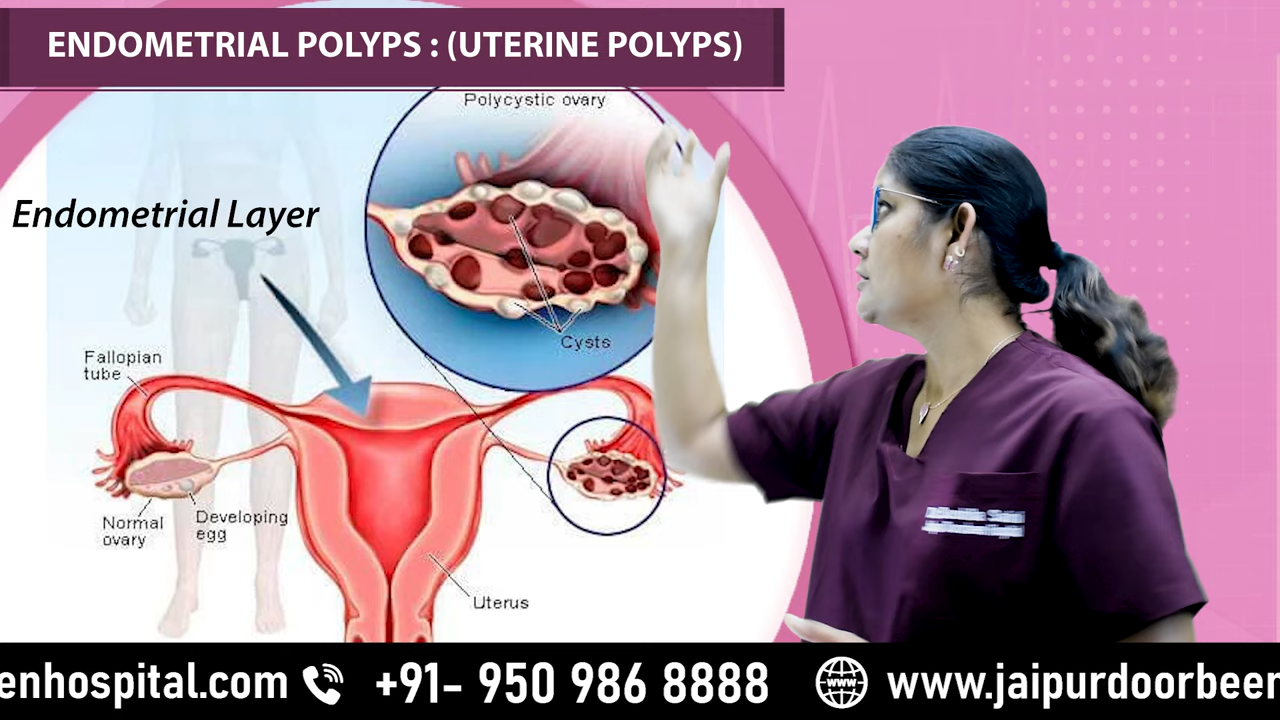 ENDOMETRIAL POLYPS : (UTERINE POLYPS)
Polycystic ovary
Endometrial Layer
Cysts
Fallopian
tube
Normal
ovary
Developing
egg
Uterus
enhospital.com +91- 950 986 8888 www www.jaipurdoorbeen